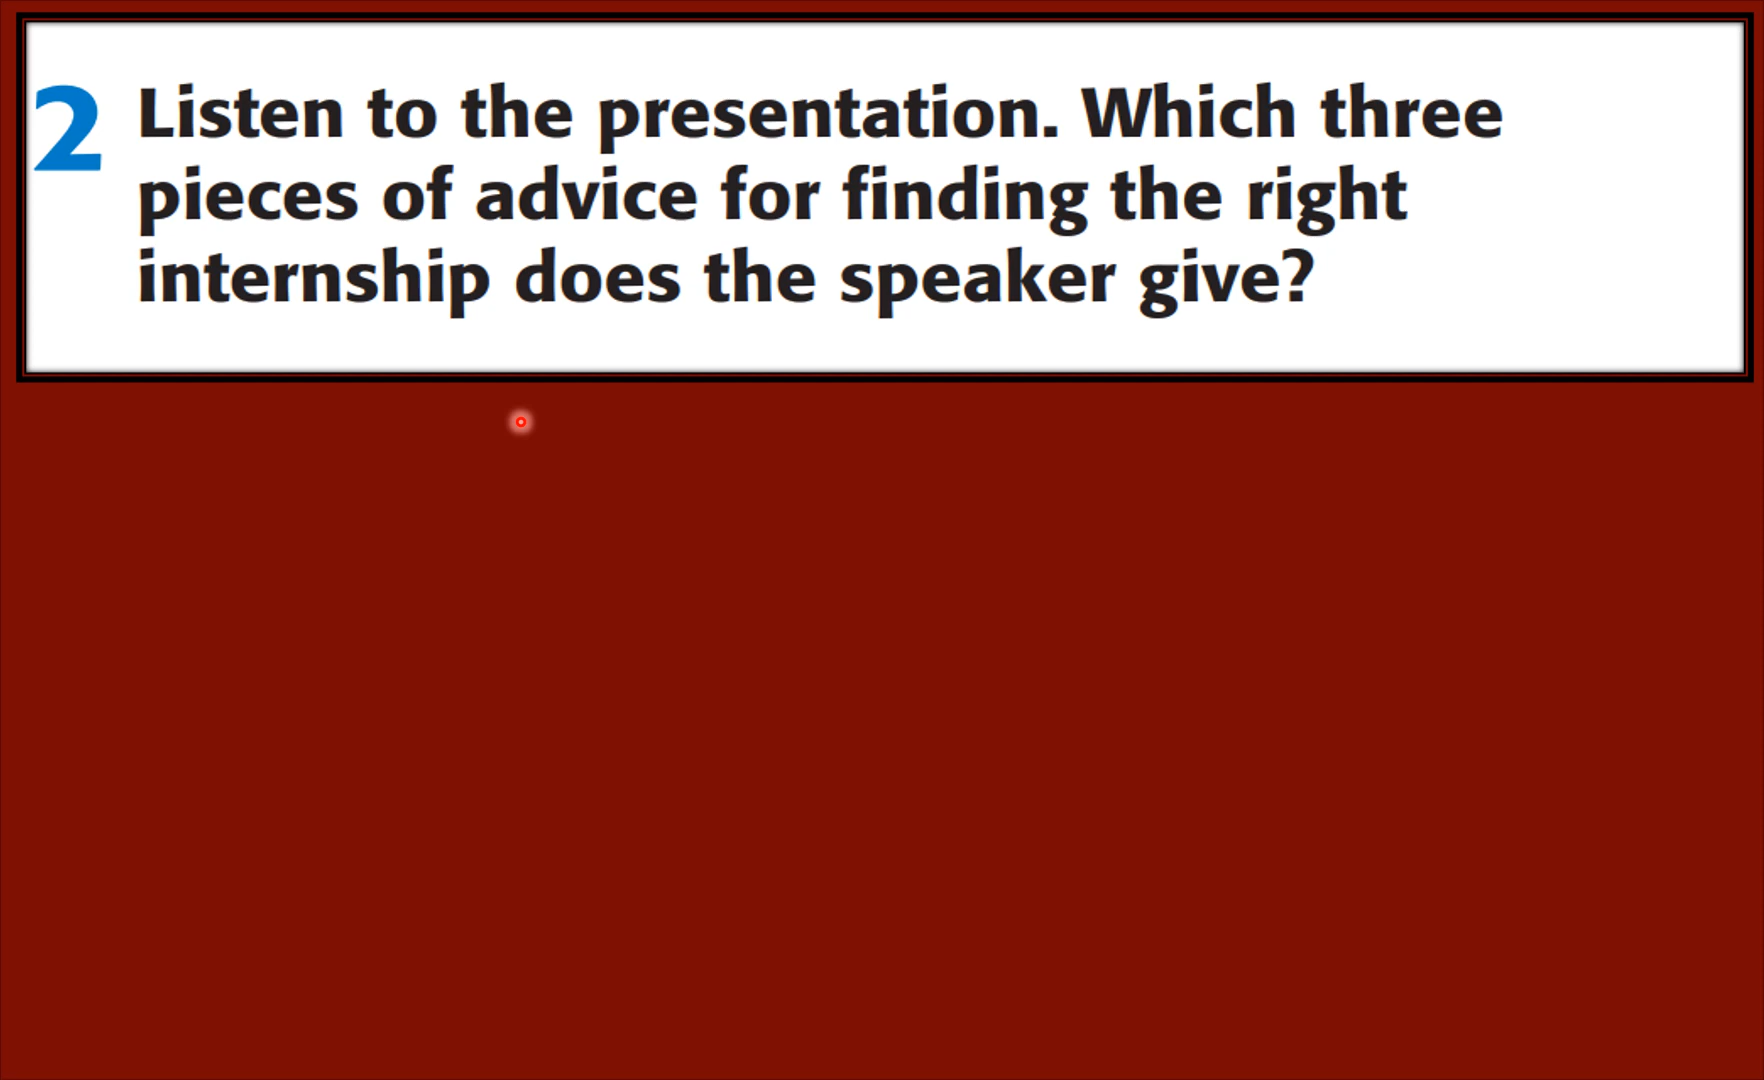 2 Listen to the presentation. Which three
pieces of advice for finding the right
internship does the speaker give?